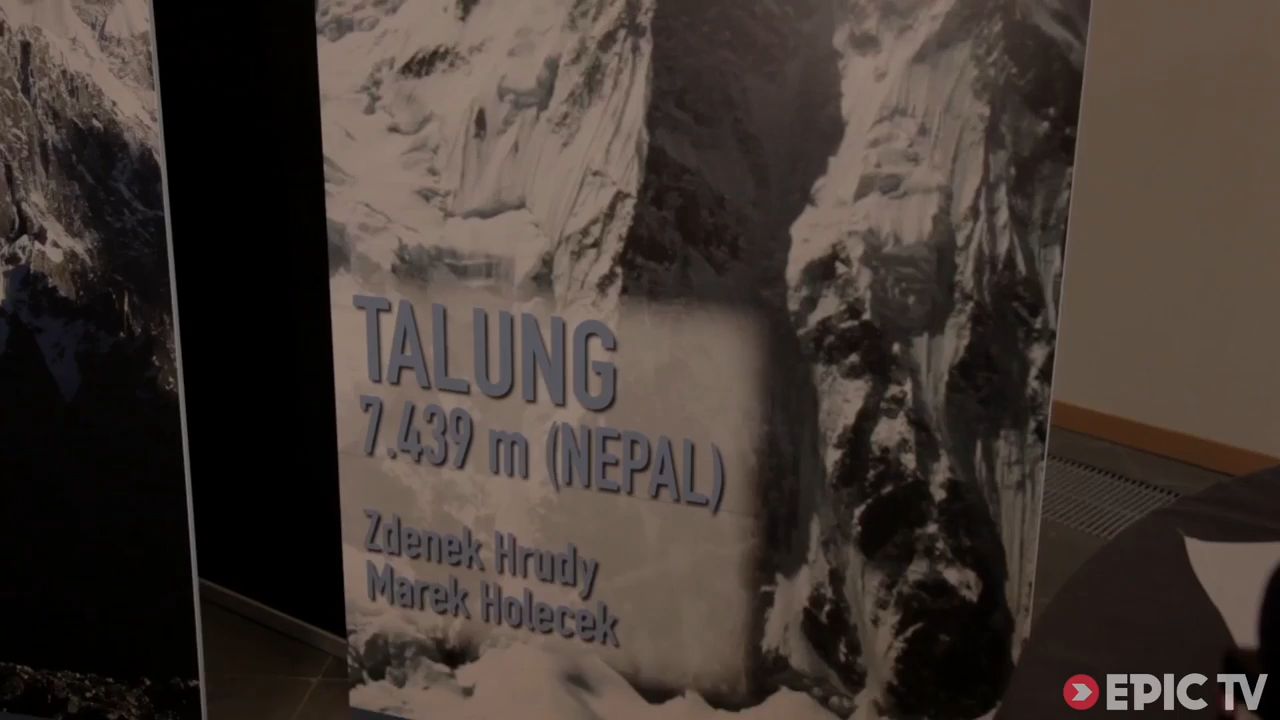 TALUNG
7.439 m (NEPAL)
Zdenek Hrudy
Marek Holecek
EPIC TV